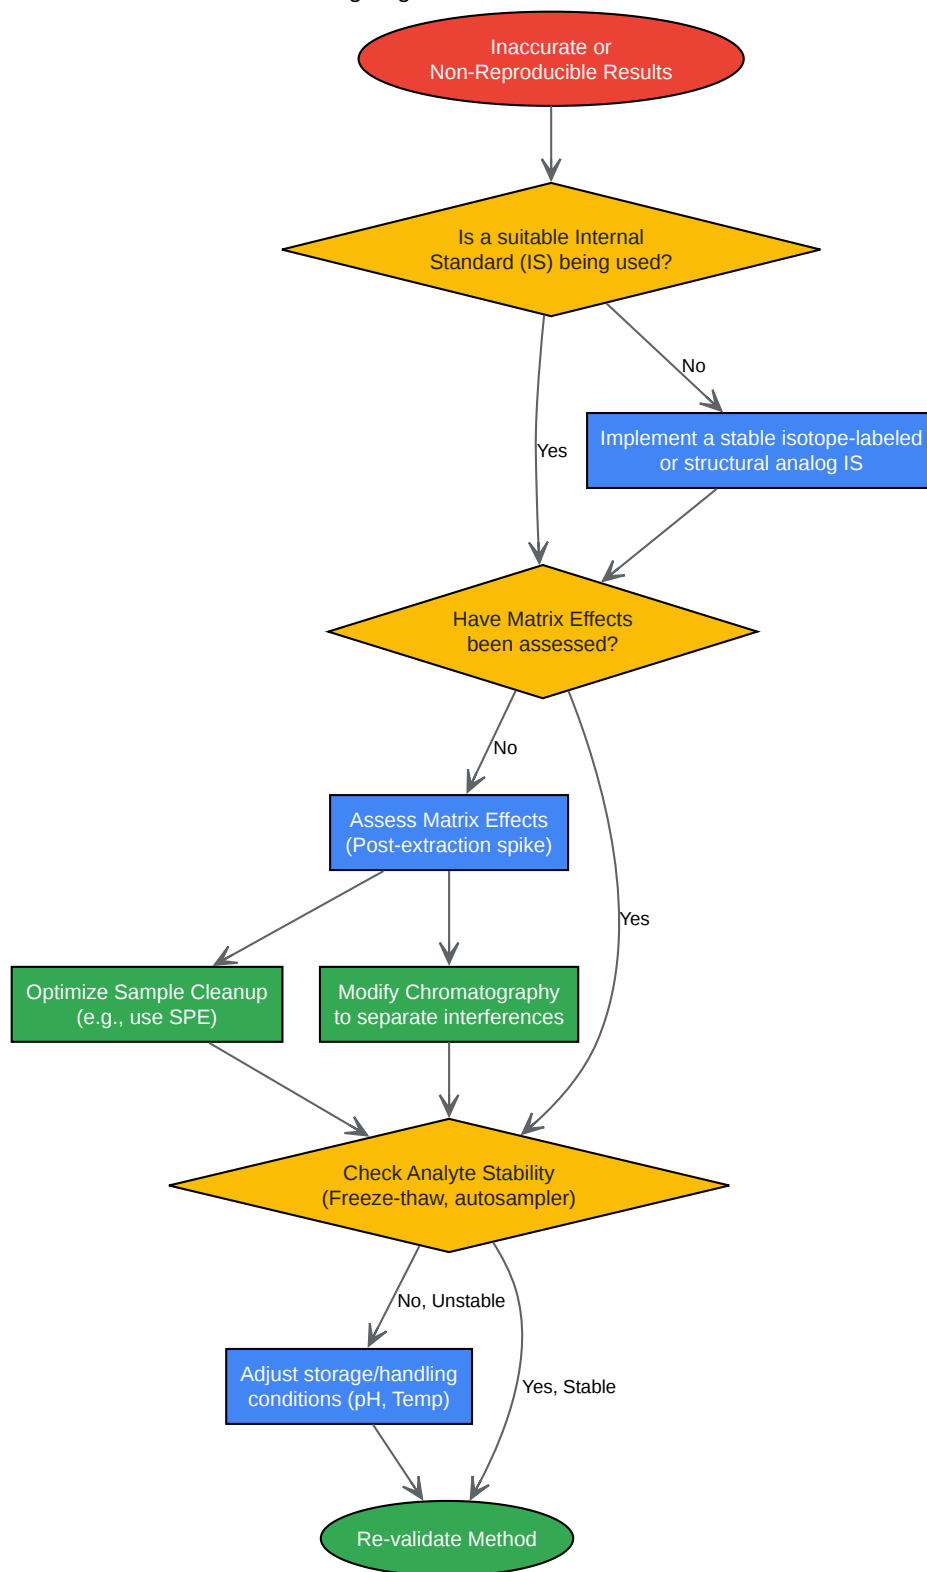 Inaccurate or
Non-Reproducible Results
Is a suitable Internal
Standard (IS) being used?
No
Implement a stable isotope-labeled
or structural analog IS
Yes
Have Matrix Effects
been assessed?
No
Assess Matrix Effects
(Post-extraction spike)
Yes
Optimize Sample Cleanup
(e.g., use SPE)
Modify Chromatography
to separate interferences
Check Analyte Stability
(Freeze-thaw, autosampler)
No, Unstable
Adjust storage/handling
conditions (pH, Temp)
Yes, Stable
Re-validate Method